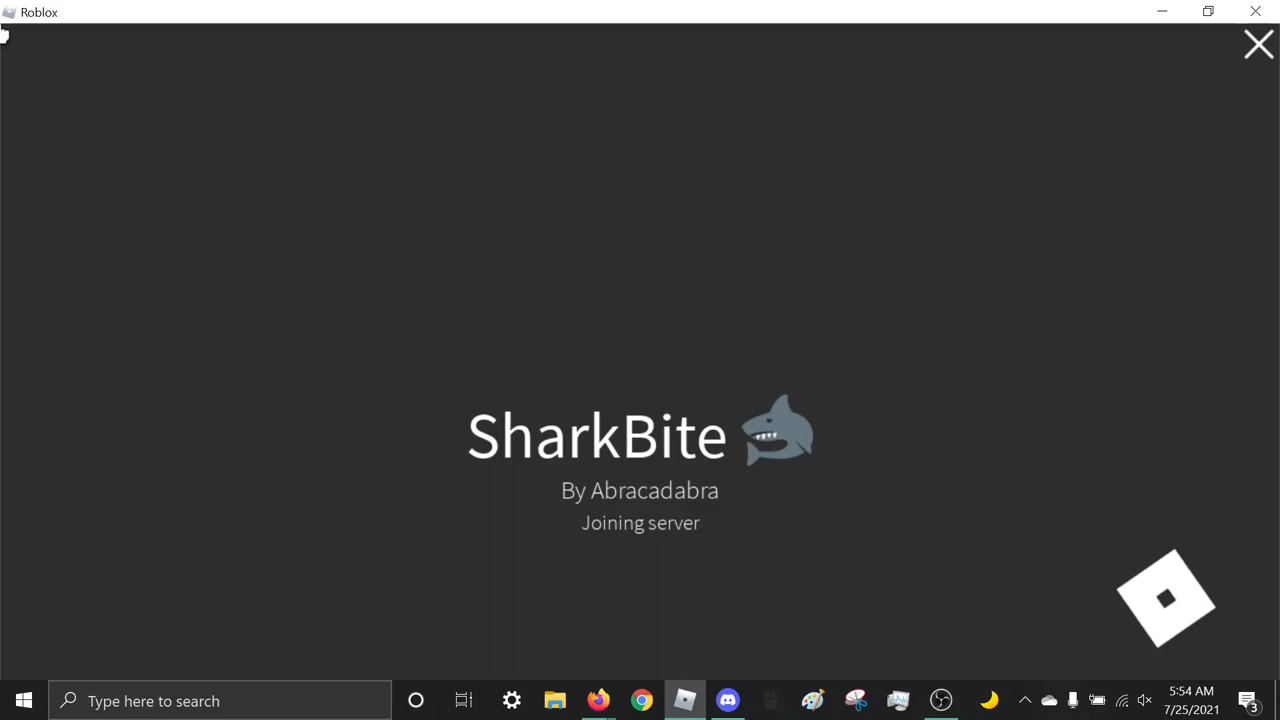 Roblox
SharkBite
By Abracadabra
Joining server
Type here to search
5:54 AM
7/25/2021
3